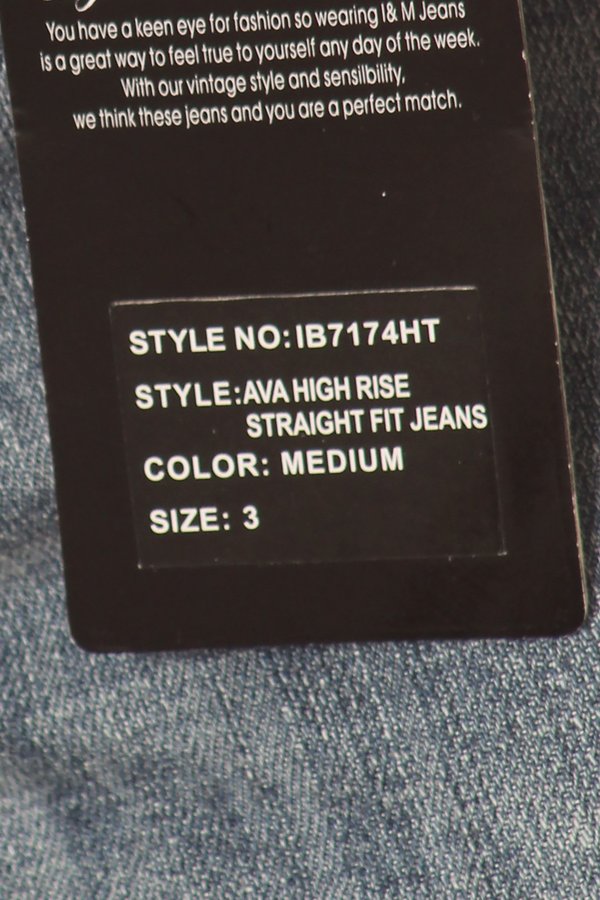 You have a keen eye for fashion so wearing I& M Jeans
is a great way to feel true to yourself any day of the week.
With our vintage style and sensilbility,
we think these jeans and you are a perfect match.
STYLE NO:IB7174HT
STYLE:AVA HIGH RISE
STRAIGHT FIT JEANS
COLOR: MEDIUM
SIZE: 3